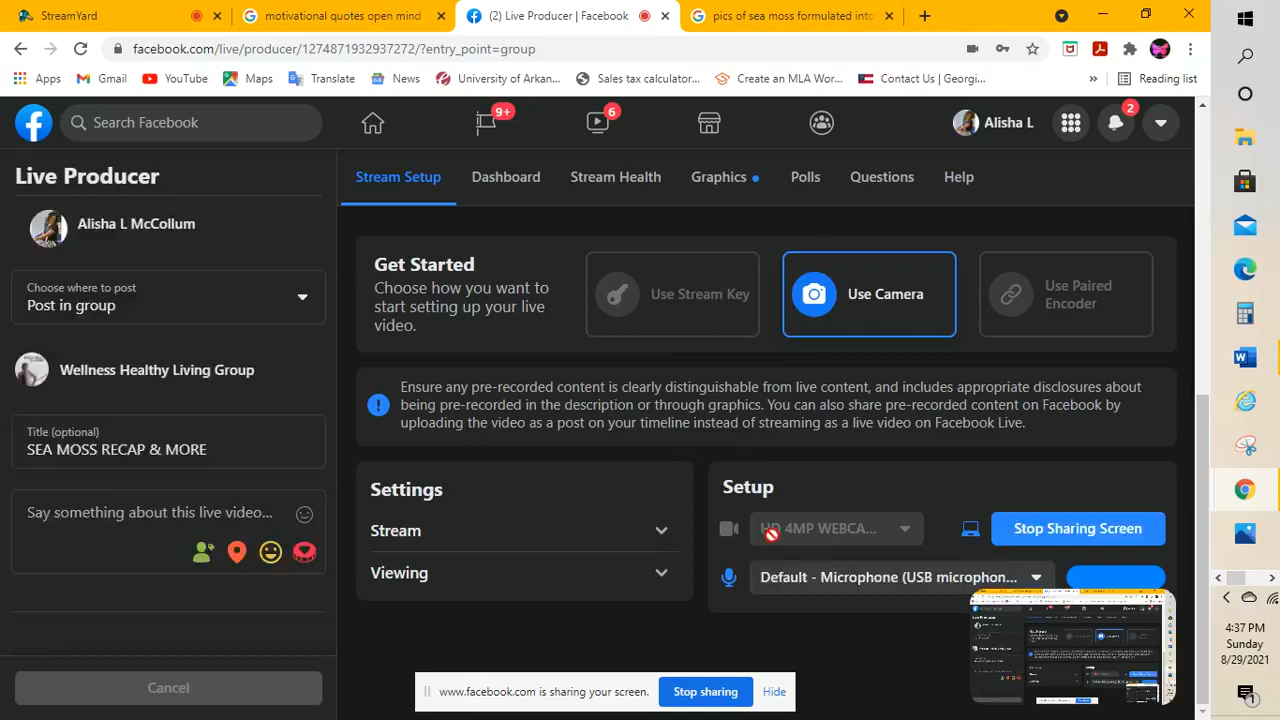 StreamYard
motivational quotes open mind
(2) Live Producer | Facebook
pics of sea moss formulated into
facebook.com/live/producer/1274871932937272/?entry_point=group
Apps
Gmail
YouTube
Maps
Translate
News
University of Arkan...
Sales tax calculator...
Create an MLA Wor...
Contact Us | Georgi...
»
Reading list
Search Facebook
9+
6
Alisha L
2
Live Producer
Alisha L McCollum
Choose where to post
Post in group
Wellness Healthy Living Group
Title (optional)
SEA MOSS RECAP & MORE
Say something about this live video...
Cancel
Stream Setup
Dashboard
Stream Health
Graphics
Polls
Questions
Help
Get Started
Choose how you want to
start setting up your live
video.
Use Stream Key
Use Camera
Use Paired
Encoder
Ensure any pre-recorded content is clearly distinguishable from live content, and includes appropriate disclosures about
being pre-recorded in the description or through graphics. You can also share pre-recorded content on Facebook by
uploading the video as a post on your timeline instead of streaming as a live video on Facebook Live.
Settings
Stream
Viewing
Setup
HD 4MP WEBCA...
Stop Sharing Screen
Default - Microphone (USB microphon...
www.facebook.com is sharing your screen.
Stop sharing
Hide
4:37 PM
Sunday
8/29/2021
1